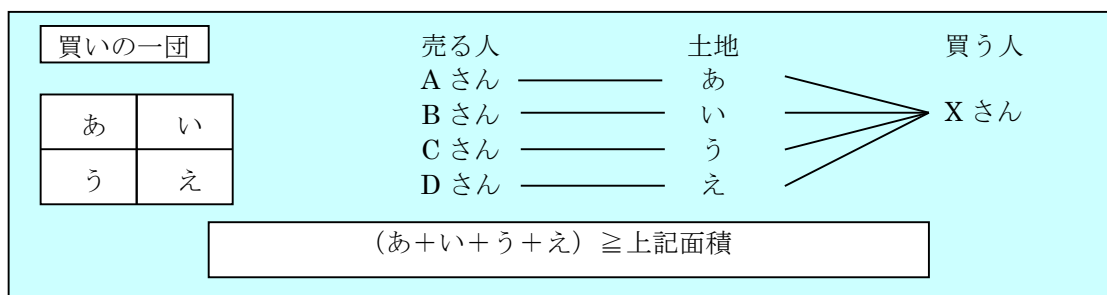 買いの一団
売る人 土地 買う人
Aさん あ
Bさん い Xさん
Cさん う
Dさん え
あ い
う え
（あ＋い＋う＋え）≧上記面積